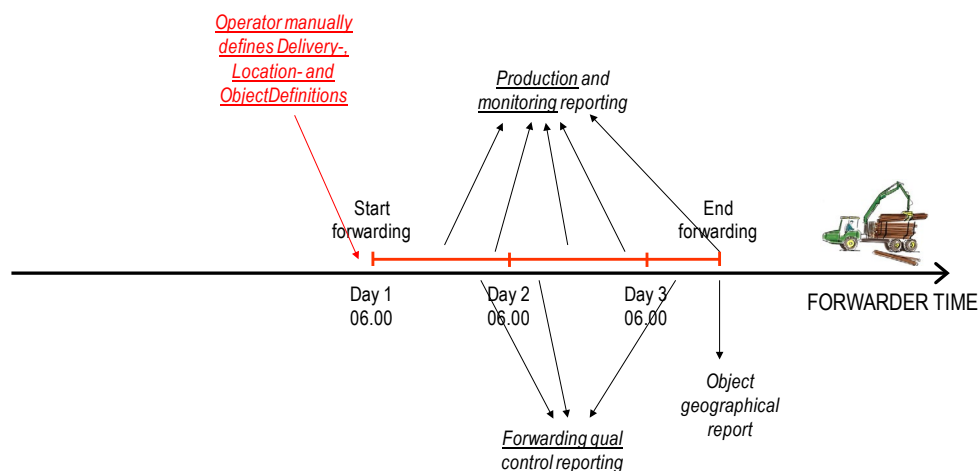 Operator manually
defines Delivery-,
Location- and
ObjectDefinitions
Production and
monitoring reporting
Start
forwarding
End
forwarding
Day 1
06.00
Day 2
06.00
Day 3
06.00
FORWARDER TIME
Object
geographical
report
Forwarding qual
control reporting